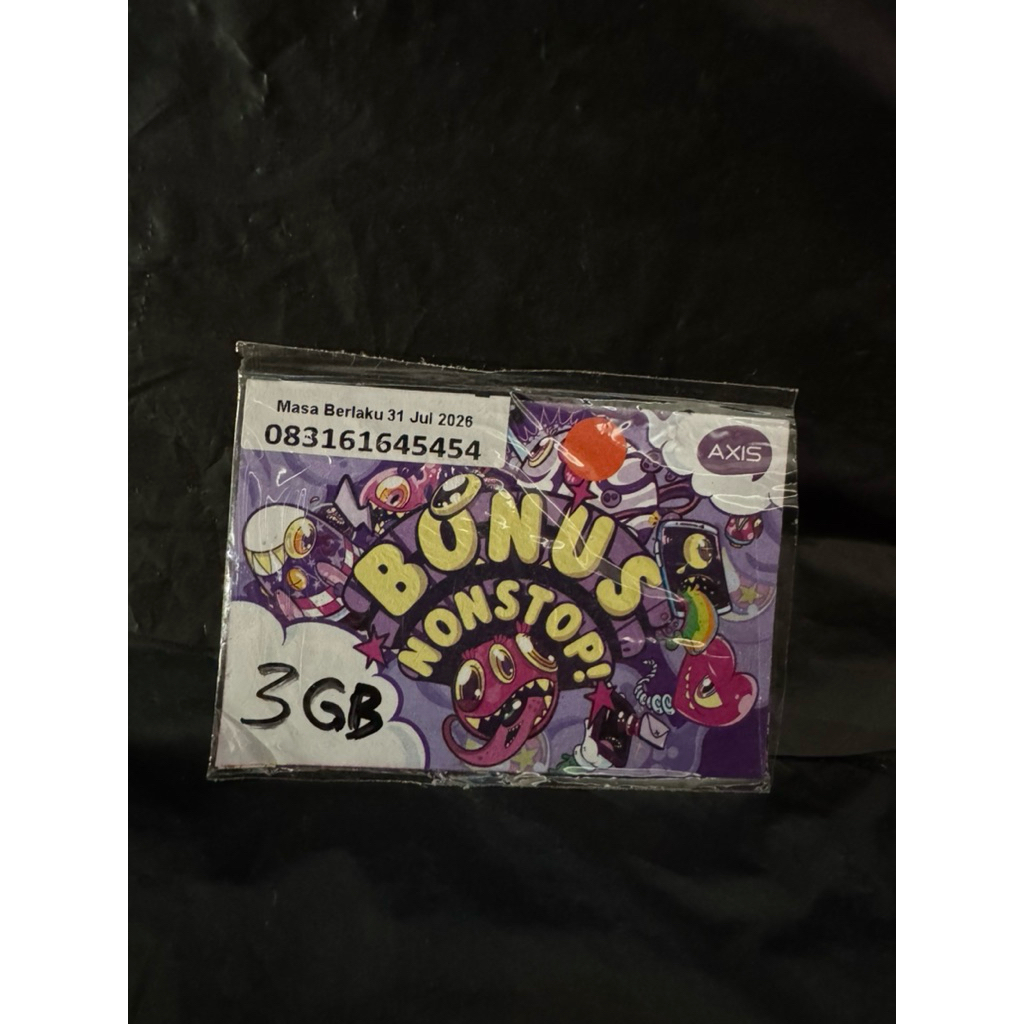 Masa Berlaku 31 Jul 2026
083161645454
AXIS
BONUS
NONSTOP!
3GB